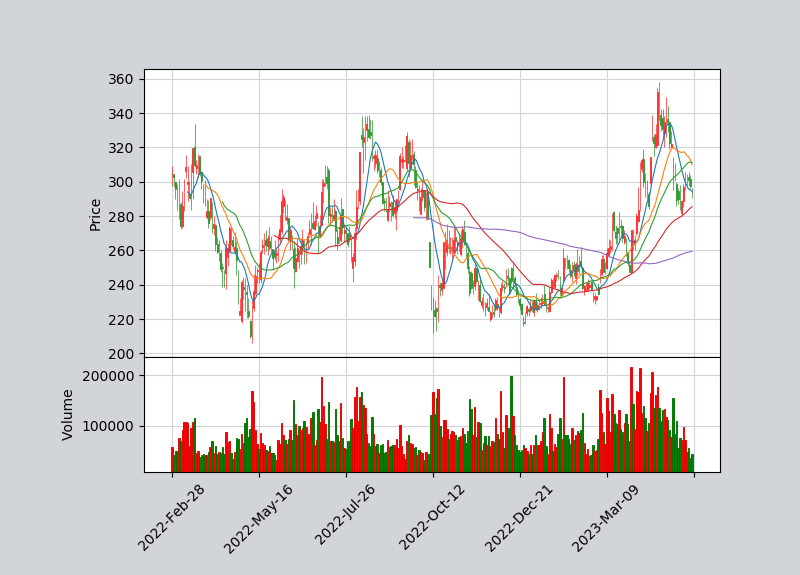 360
340
320
300
280
260
240
220
200
Price
200000
100000
Volume
2022-Feb-28
2022-May-16
2022-Jul-26
2022-Oct-12
2022-Dec-21
2023-Mar-09